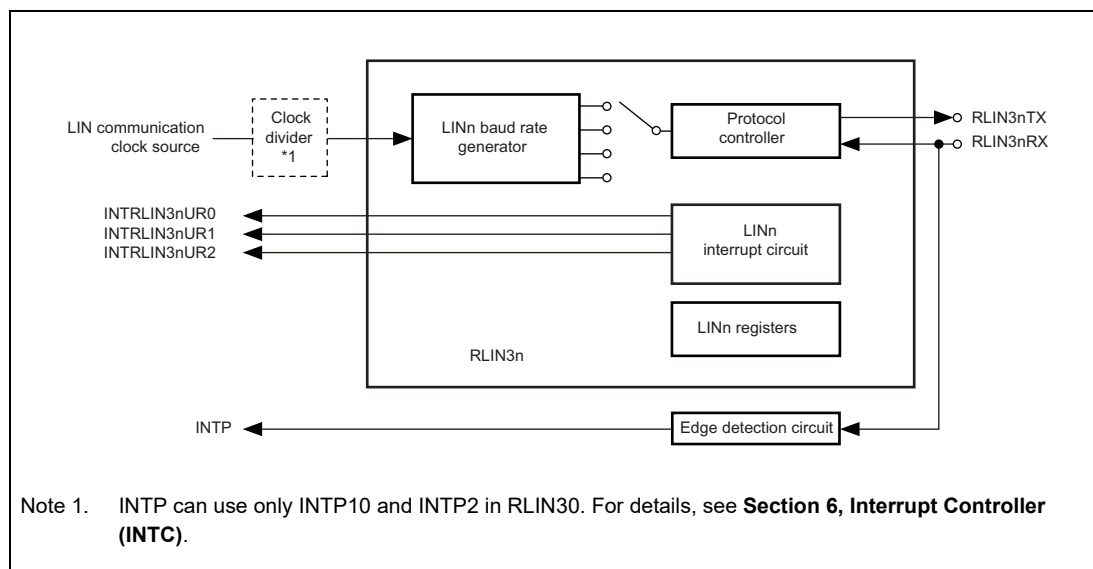 LIN communication
clock source
Clock
divider
*1
LINn baud rate
generator
Protocol
controller
RLIN3nTX
RLIN3nRX
INTRLIN3nUR0
INTRLIN3nUR1
INTRLIN3nUR2
LINn
interrupt circuit
LINn registers
RLIN3n
INTP
Edge detection circuit
Note 1. INTP can use only INTP10 and INTP2 in RLIN30. For details, see Section 6, Interrupt Controller
(INTC).